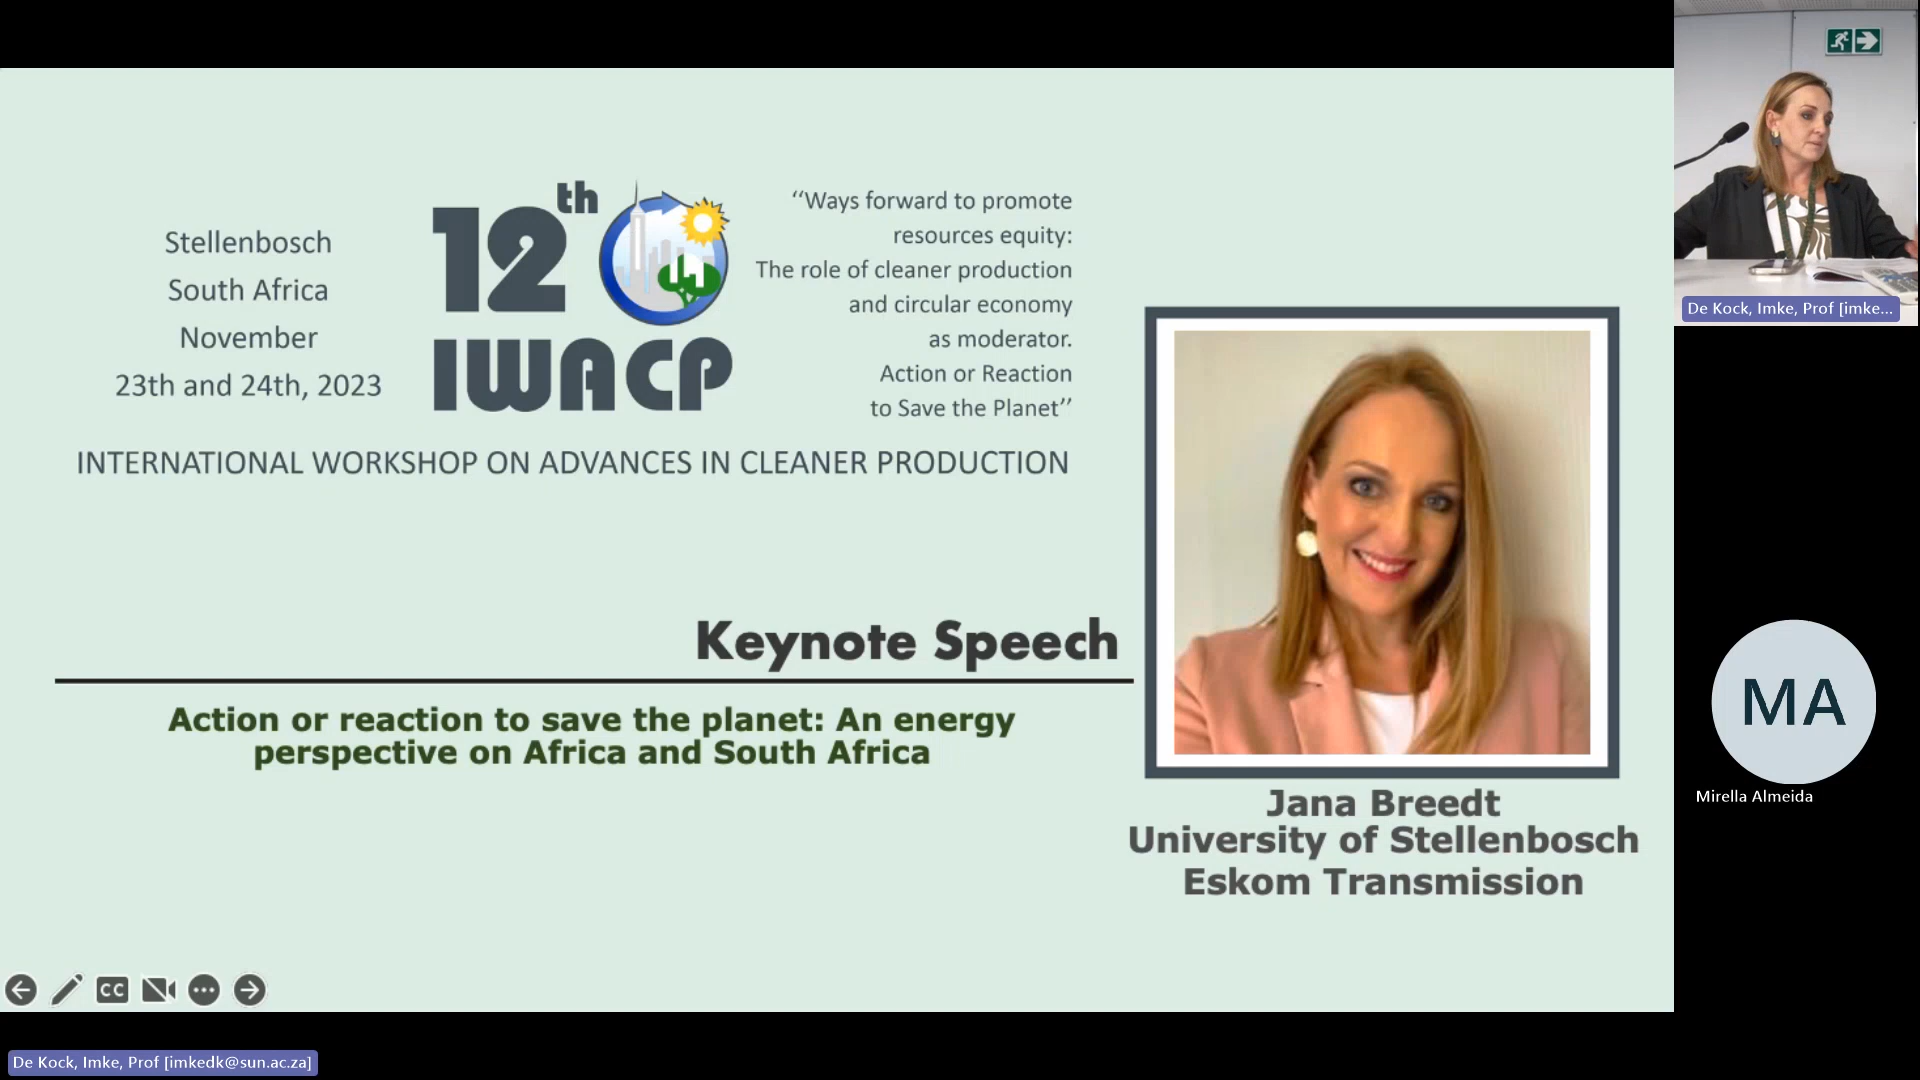 Stellenbosch
South Africa
November
23th and 24th, 2023
12th
IWACP
‘‘Ways forward to promote
resources equity:
The role of cleaner production
and circular economy
as moderator.
Action or Reaction
to Save the Planet’’
INTERNATIONAL WORKSHOP ON ADVANCES IN CLEANER PRODUCTION
Keynote Speech
Action or reaction to save the planet: An energy
perspective on Africa and South Africa
Jana Breedt
University of Stellenbosch
Eskom Transmission
CC
De Kock, Imke, Prof [imkedk@sun.ac.za]
De Kock, Imke, Prof [imke...
MA
Mirella Almeida